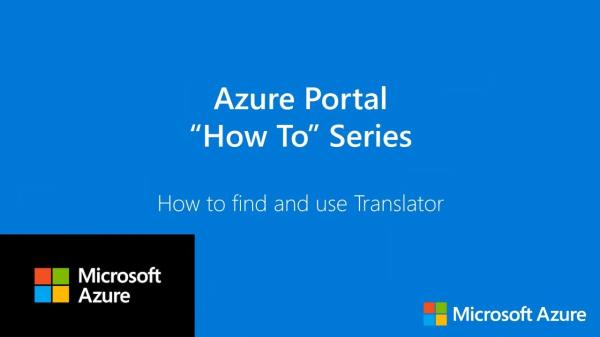 Azure Portal
“How To” Series
How to find and use Translator
Microsoft
Azure
Microsoft Azure